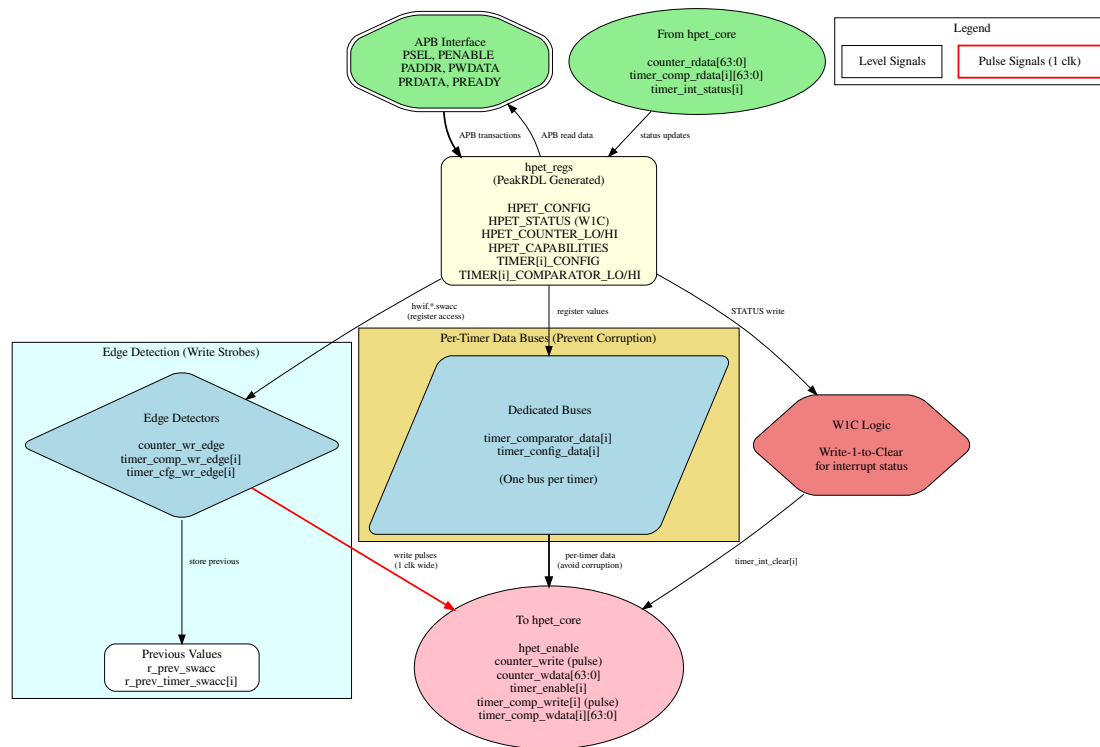 APB Interface
PSEL, PENABLE
PADDR, PWDATA
PRDATA, PREADY
From hpet_core
counter_rdata[63:0]
timer_comp_rdata[i][63:0]
timer_int_status[i]
Legend
Level Signals
Pulse Signals (1 clk)
APB transactions
APB read data
status updates
hpet_regs
(PeakRDL Generated)
HPET_CONFIG
HPET_STATUS (W1C)
HPET_COUNTER_LO/HI
HPET_CAPABILITIES
TIMER[i]_CONFIG
TIMER[i]_COMPARATOR_LO/HI
hwif.*.swacc
(register access)
register values
STATUS write
Edge Detection (Write Strobes)
Edge Detectors
counter_wr_edge
timer_comp_wr_edge[i]
timer_cfg_wr_edge[i]
Per-Timer Data Buses (Prevent Corruption)
Dedicated Buses
timer_comparator_data[i]
timer_config_data[i]
(One bus per timer)
W1C Logic
Write-1-to-Clear
for interrupt status
store previous
write pulses
(1 clk wide)
per-timer data
(avoid corruption)
timer_int_clear[i]
Previous Values
r_prev_swacc
r_prev_timer_swacc[i]
To hpet_core
hpet_enable
counter_write (pulse)
counter_wdata[63:0]
timer_enable[i]
timer_comp_write[i] (pulse)
timer_comp_wdata[i][63:0]